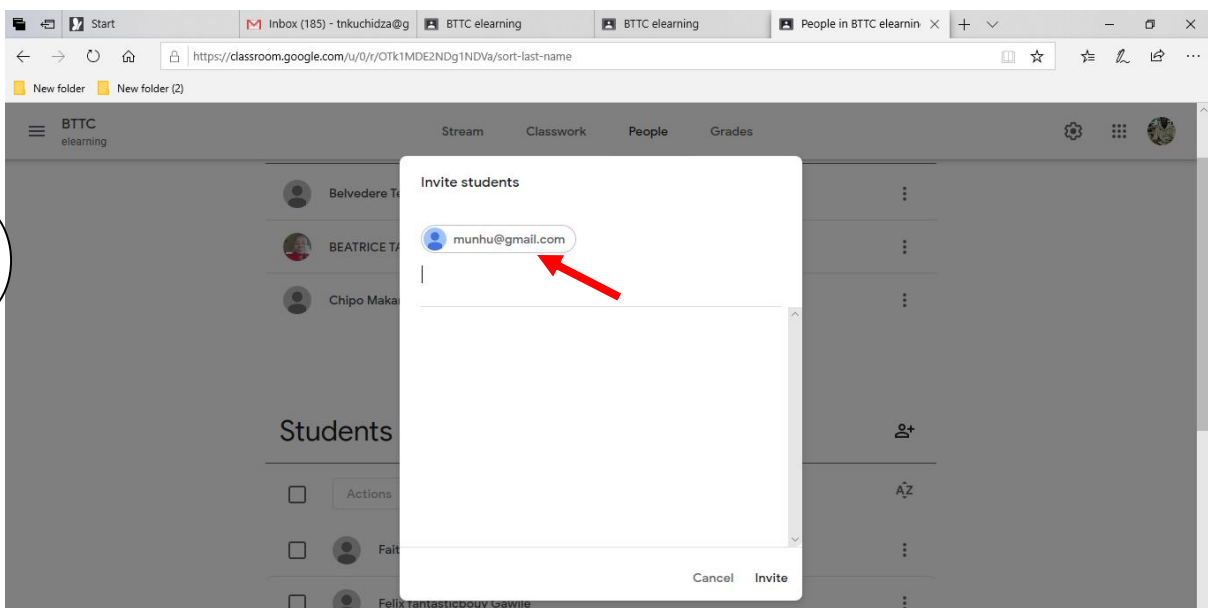 Start
Inbox (185) - tnkuchidza@g
BTTC elearning
BTTC elearning
People in BTTC elearnin
https://classroom.google.com/u/0/r/OTk1MDE2NDg1NDVa/sort-last-name
New folder
New folder (2)
BTTC
elearning
Stream
Classwork
People
Grades
Invite students
Belvedere Te
munhu@gmail.com
BEATRICE TA
Chipo Makar
Students
Actions
AZ
Fait
Cancel
Invite
Felix fantasticbouy Gawile